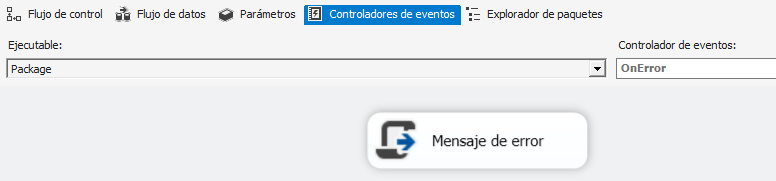 Flujo de control Flujo de datos Parámetros Controladores de eventos Explorador de paquetes
Ejecutable: Controlador de eventos:
Package OnError
Mensaje de error